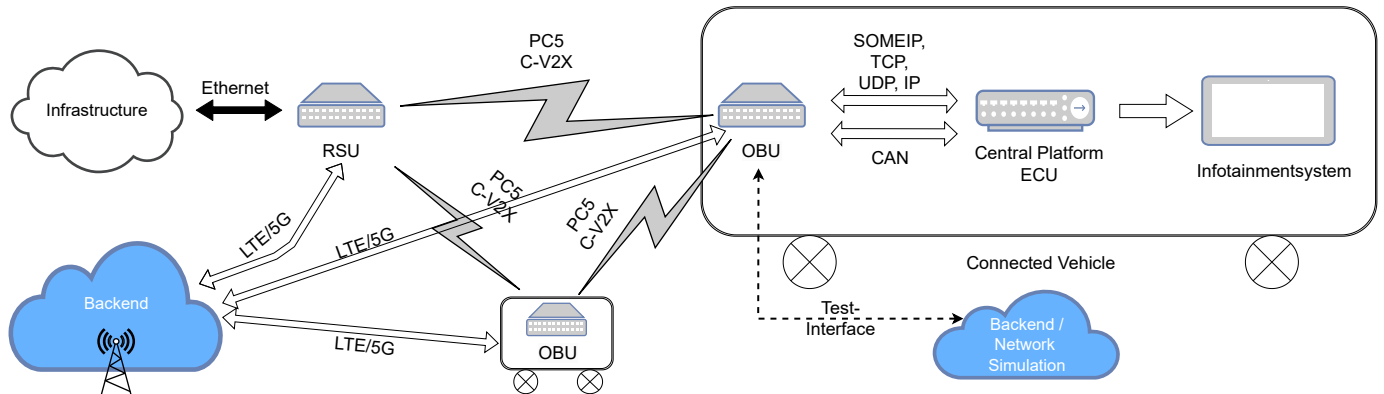 PC5
C-V2X
SOMEIP,
TCP,
UDP, IP
Ethernet
Infrastructure
RSU
OBU
CAN
Central Platform
ECU
Infotainmentsystem
PC5
C-V2X
PC5
C-V2X
LTE/5G
LTE/5G
Connected Vehicle
Backend
Test-
Interface
Backend /
Network
Simulation
LTE/5G
OBU